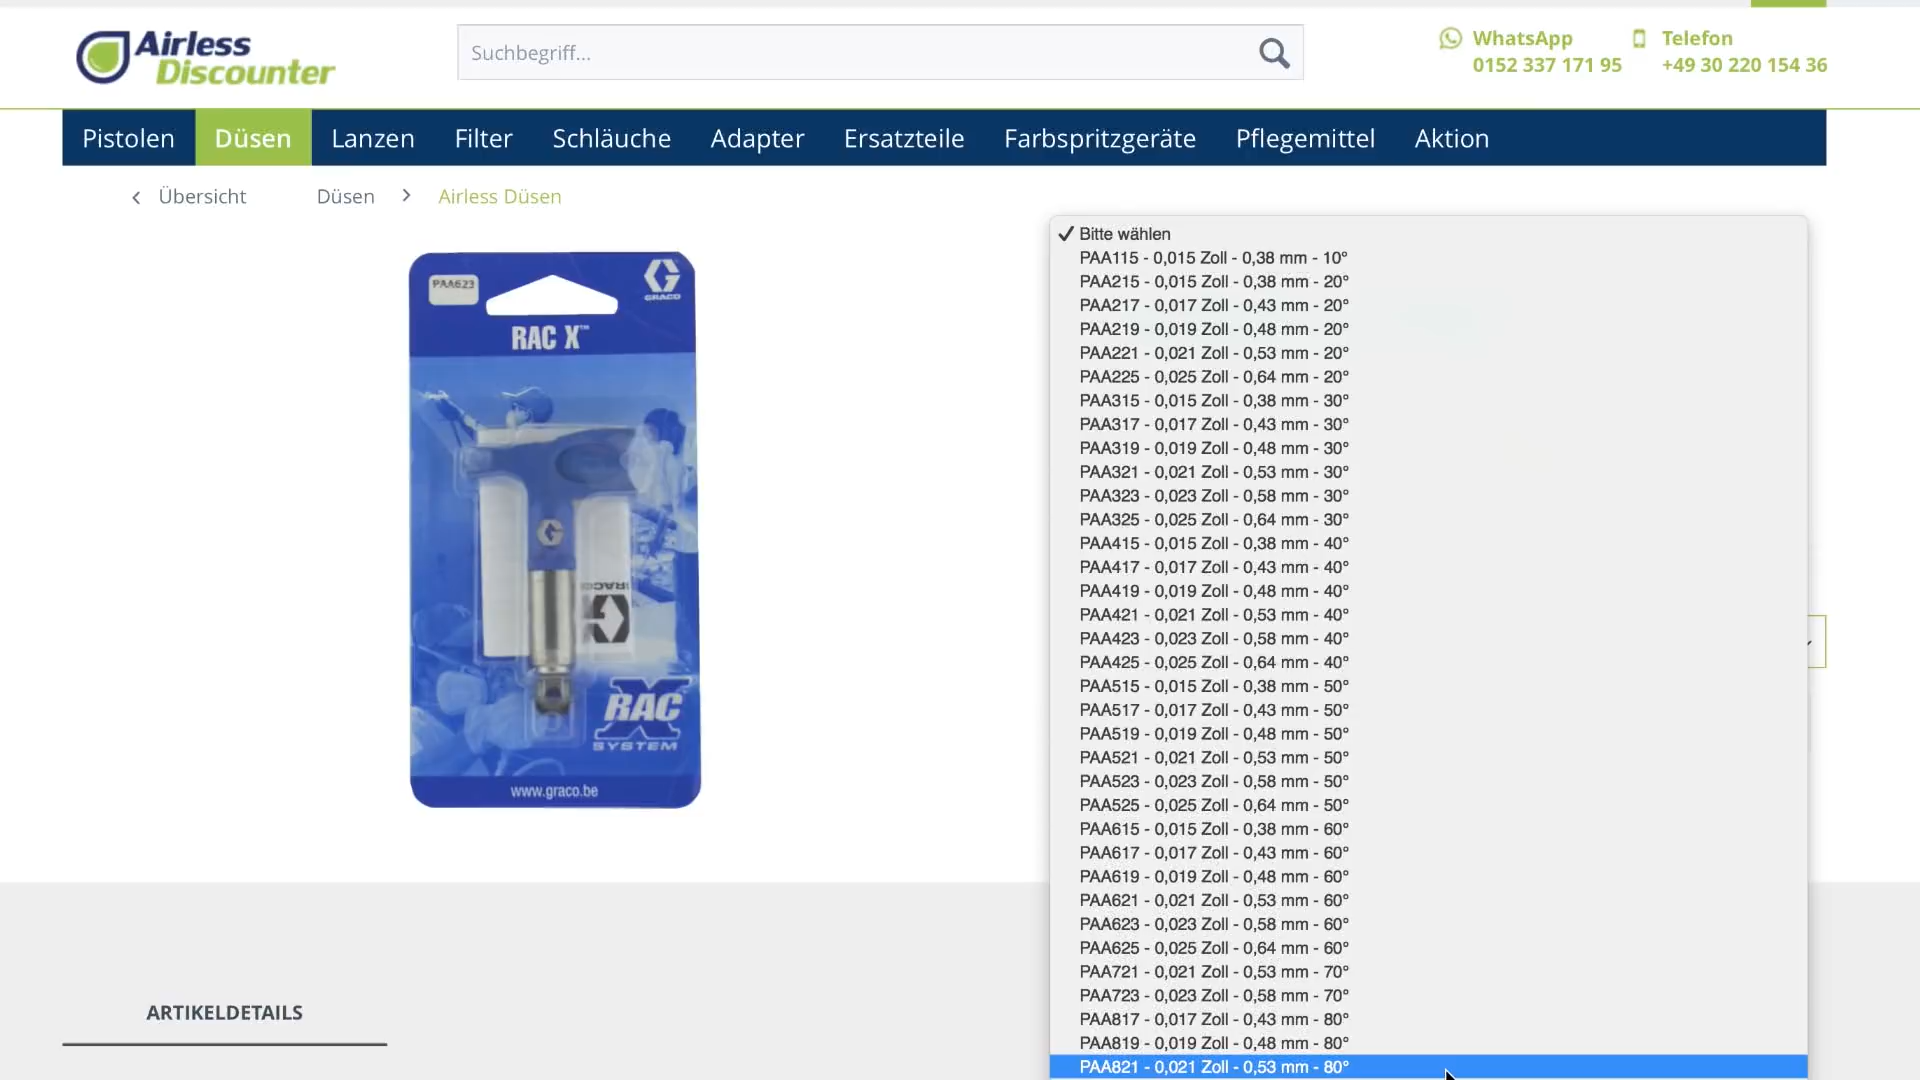 Airless
Discounter
Suchbegriff...
WhatsApp
0152 337 171 95
Telefon
+49 30 220 154 36
Pistolen
Düsen
Lanzen
Filter
Schläuche
Adapter
Ersatzteile
Farbspritzgeräte
Pflegemittel
Aktion
Übersicht
Düsen
Airless Düsen
PAA623
GRACO
RAC X™
GRACO
RAC
X
SYSTEM
www.graco.be
Bitte wählen
PAA115 - 0,015 Zoll - 0,38 mm - 10°
PAA215 - 0,015 Zoll - 0,38 mm - 20°
PAA217 - 0,017 Zoll - 0,43 mm - 20°
PAA219 - 0,019 Zoll - 0,48 mm - 20°
PAA221 - 0,021 Zoll - 0,53 mm - 20°
PAA225 - 0,025 Zoll - 0,64 mm - 20°
PAA315 - 0,015 Zoll - 0,38 mm - 30°
PAA317 - 0,017 Zoll - 0,43 mm - 30°
PAA319 - 0,019 Zoll - 0,48 mm - 30°
PAA321 - 0,021 Zoll - 0,53 mm - 30°
PAA323 - 0,023 Zoll - 0,58 mm - 30°
PAA325 - 0,025 Zoll - 0,64 mm - 30°
PAA415 - 0,015 Zoll - 0,38 mm - 40°
PAA417 - 0,017 Zoll - 0,43 mm - 40°
PAA419 - 0,019 Zoll - 0,48 mm - 40°
PAA421 - 0,021 Zoll - 0,53 mm - 40°
PAA423 - 0,023 Zoll - 0,58 mm - 40°
PAA425 - 0,025 Zoll - 0,64 mm - 40°
PAA515 - 0,015 Zoll - 0,38 mm - 50°
PAA517 - 0,017 Zoll - 0,43 mm - 50°
PAA519 - 0,019 Zoll - 0,48 mm - 50°
PAA521 - 0,021 Zoll - 0,53 mm - 50°
PAA523 - 0,023 Zoll - 0,58 mm - 50°
PAA525 - 0,025 Zoll - 0,64 mm - 50°
PAA615 - 0,015 Zoll - 0,38 mm - 60°
PAA617 - 0,017 Zoll - 0,43 mm - 60°
PAA619 - 0,019 Zoll - 0,48 mm - 60°
PAA621 - 0,021 Zoll - 0,53 mm - 60°
PAA623 - 0,023 Zoll - 0,58 mm - 60°
PAA625 - 0,025 Zoll - 0,64 mm - 60°
PAA721 - 0,021 Zoll - 0,53 mm - 70°
PAA723 - 0,023 Zoll - 0,58 mm - 70°
PAA817 - 0,017 Zoll - 0,43 mm - 80°
PAA819 - 0,019 Zoll - 0,48 mm - 80°
PAA821 - 0,021 Zoll - 0,53 mm - 80°
ARTIKELDETAILS